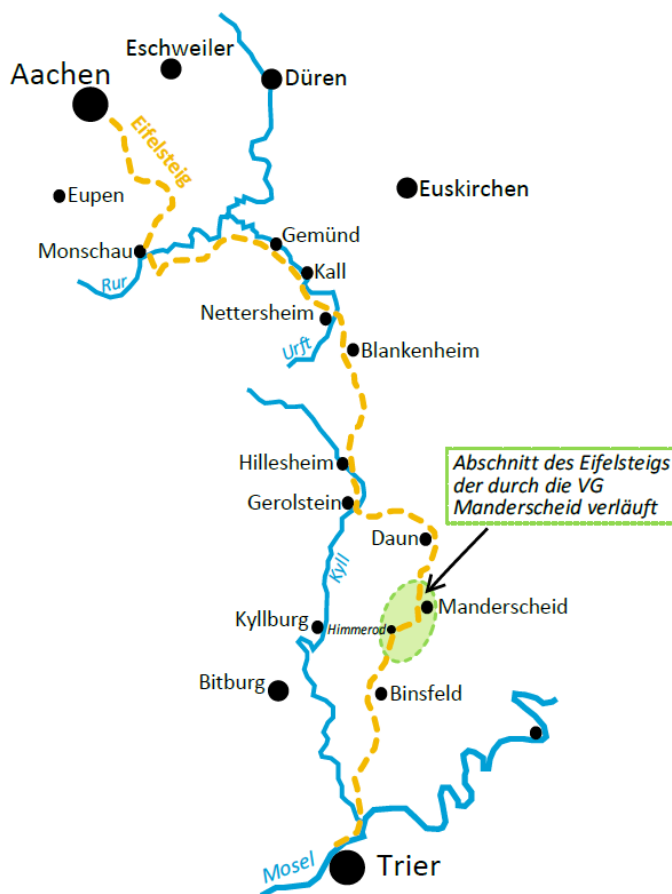 Eschweiler
Aachen
Düren
Eifelsteig
Eupen
Euskirchen
Gemünd
Monschau
Kall
Rur
Nettersheim
Urft
Blankenheim
Hillesheim
Abschnitt des Eifelsteigs
der durch die VG
Manderscheid verläuft
Gerolstein
Daun
Kyll
Manderscheid
Kyllburg
Himmerod
Bitburg
Binsfeld
Mosel
Trier